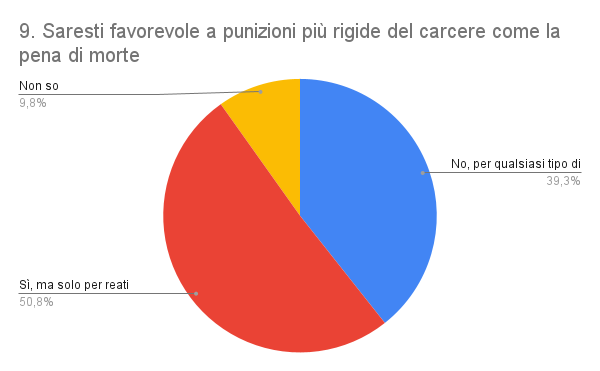 9. Saresti favorevole a punizioni più rigide del carcere come la
pena di morte
Non so
9,8%
No, per qualsiasi tipo di
39,3%
Sì, ma solo per reati
50,8%